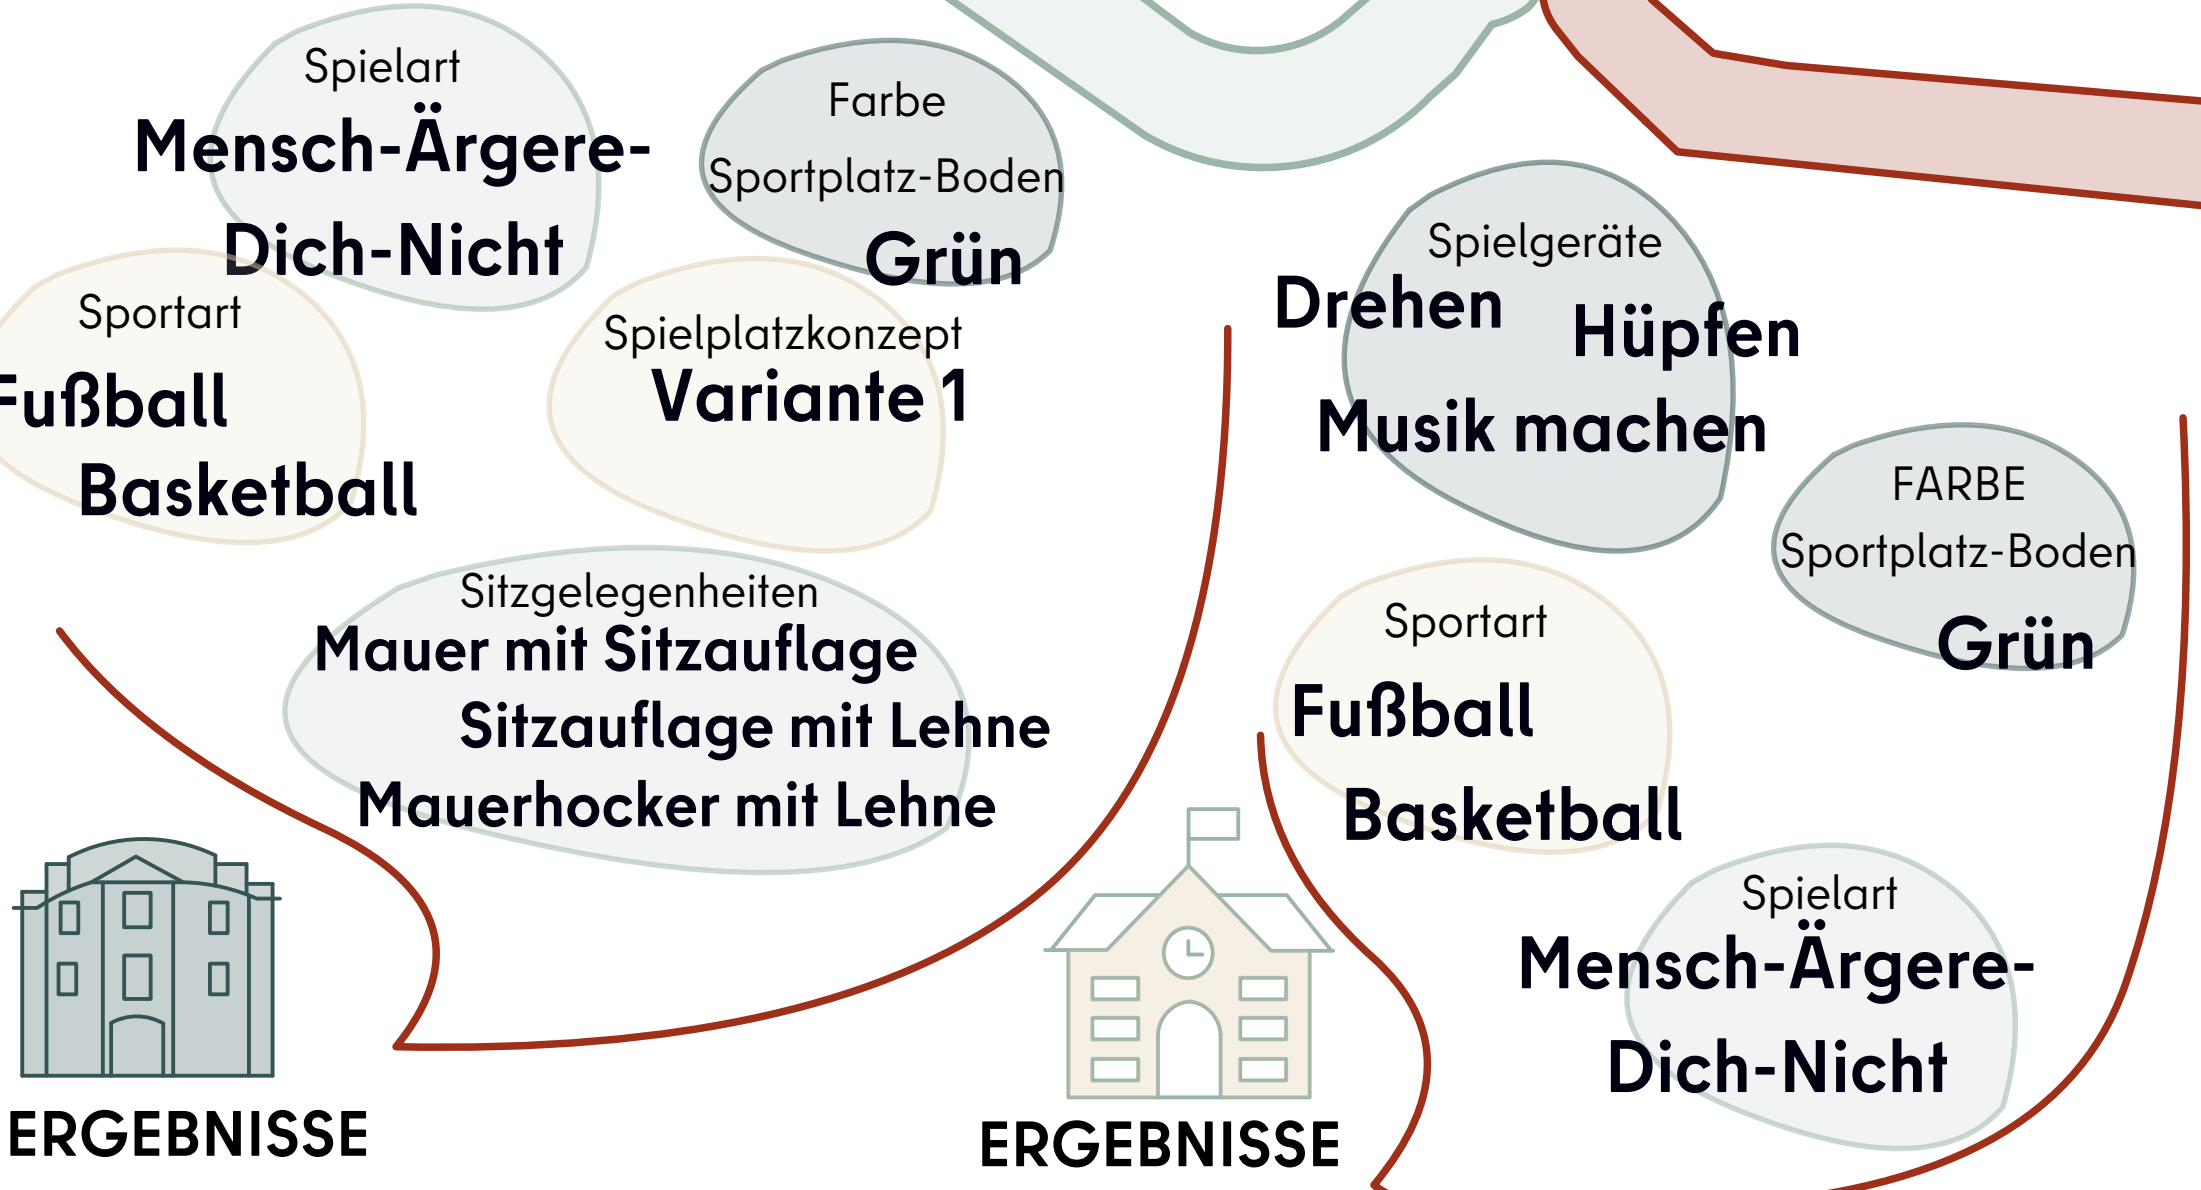 Spielart
Mensch-Ärgere-
Dich-Nicht
Farbe
Sportplatz-Boden
Grün
Sportart
Fußball
Basketball
Spielplatzkonzept
Variante 1
Sitzgelegenheiten
Mauer mit Sitzauflage
Sitzauflage mit Lehne
Mauerhocker mit Lehne
ERGEBNISSE
Spielgeräte
Drehen
Hüpfen
Musik machen
FARBE
Sportplatz-Boden
Grün
Sportart
Fußball
Basketball
Spielart
Mensch-Ärgere-
Dich-Nicht
ERGEBNISSE